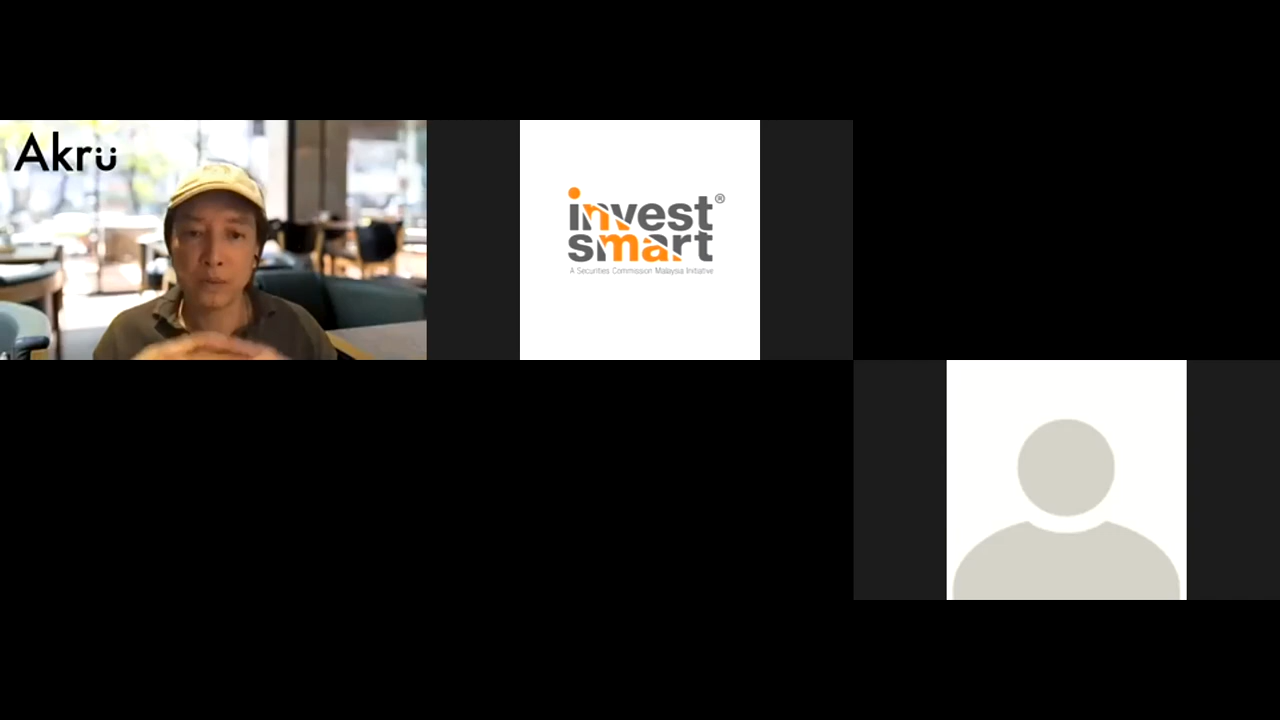 Akru
invest®
smart
A Securities Commission Malaysia Initiative